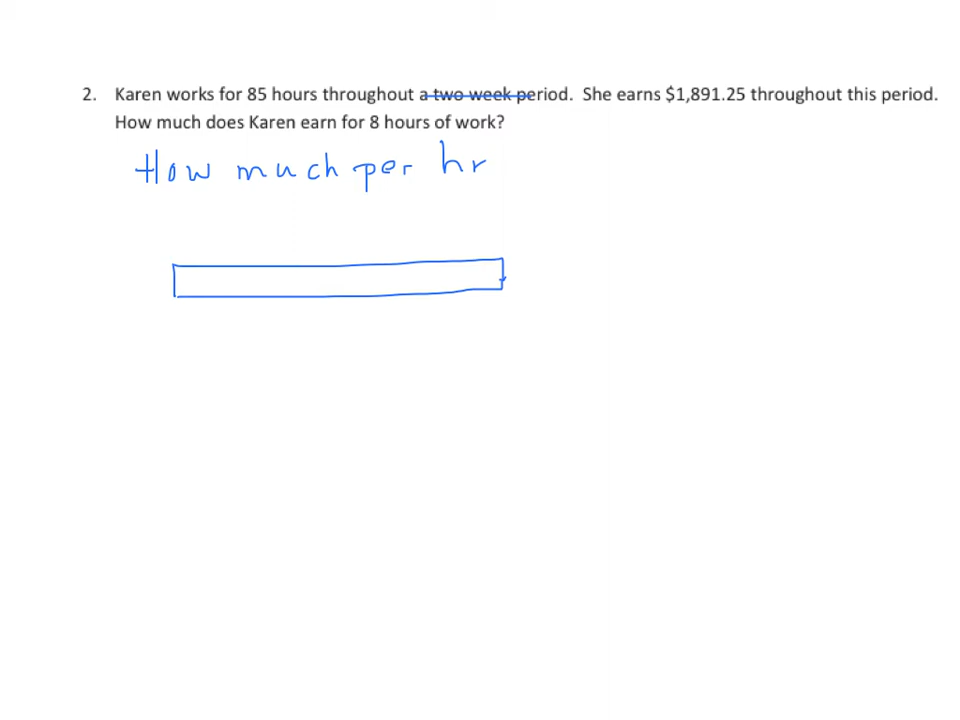 2. Karen works for 85 hours throughout a two week period. She earns $1,891.25 throughout this period.
How much does Karen earn for 8 hours of work?
How much per hr